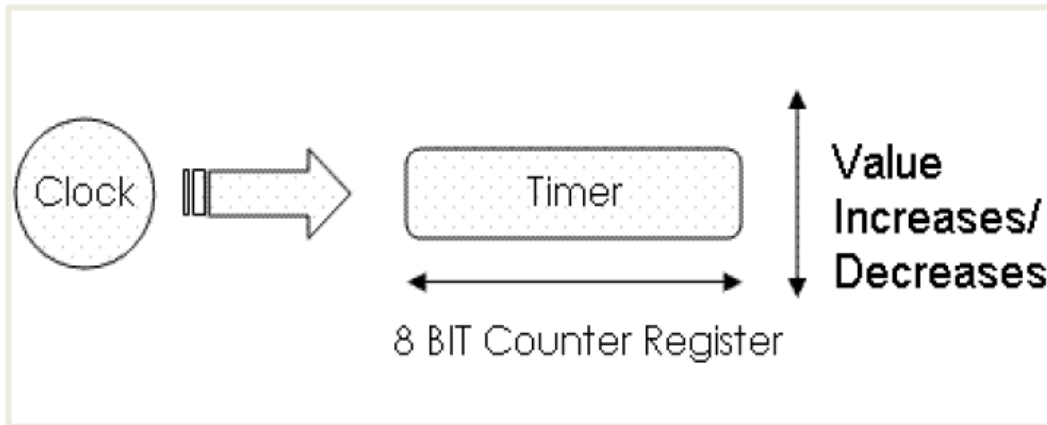 Clock
Timer
Value
Increases/
Decreases
8 BIT Counter Register